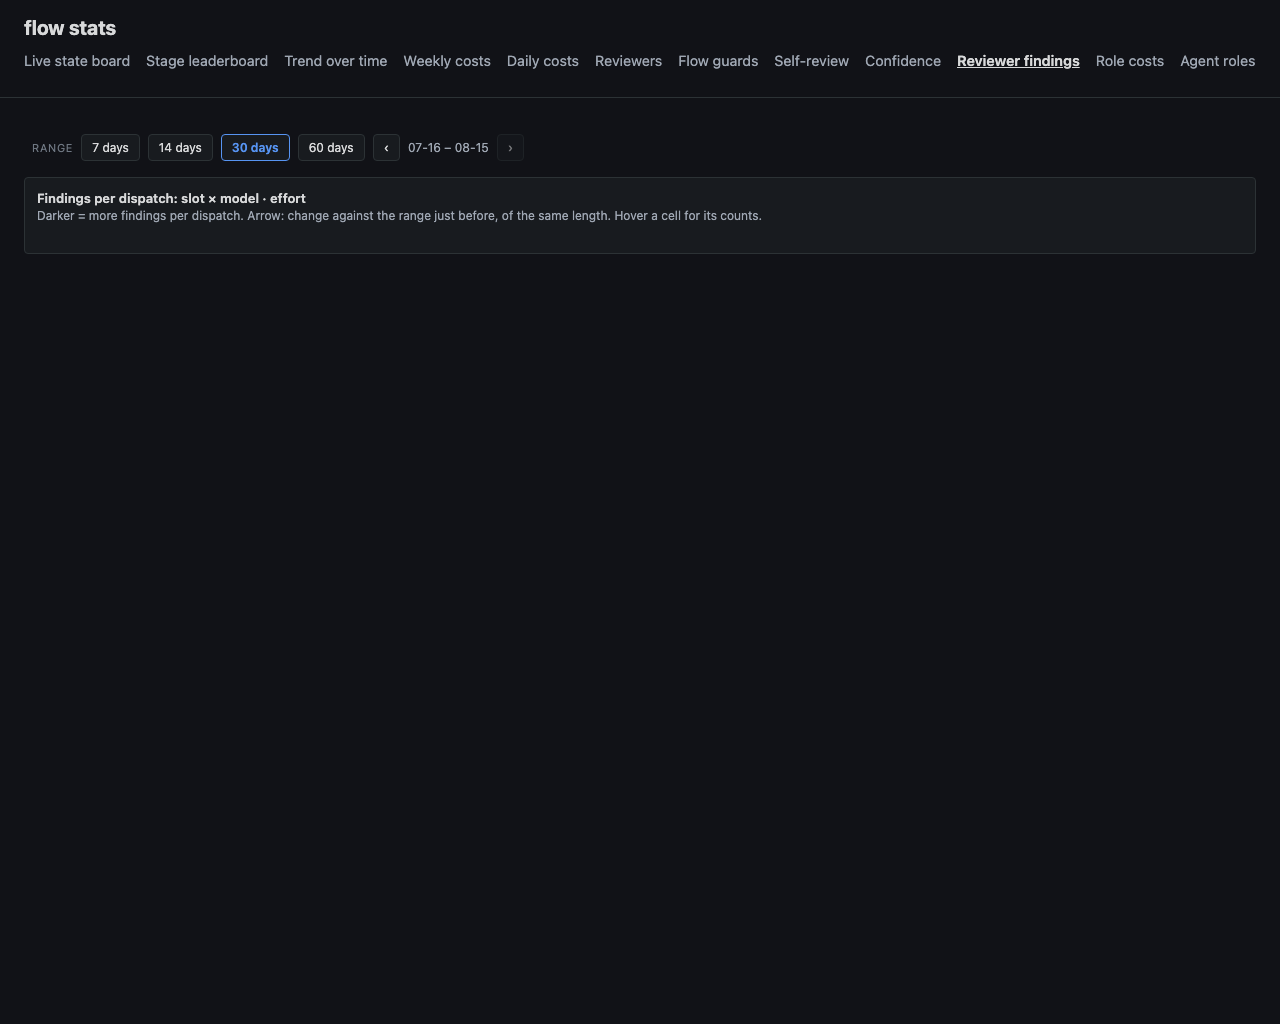 flow stats
Live state board Stage leaderboard Trend over time Weekly costs Daily costs Reviewers Flow guards Self-review Confidence Reviewer findings Role costs Agent roles
RANGE 7 days 14 days 30 days 60 days ‹ 07-16 – 08-15 ›
Findings per dispatch: slot × model · effort
Darker = more findings per dispatch. Arrow: change against the range just before, of the same length. Hover a cell for its counts.